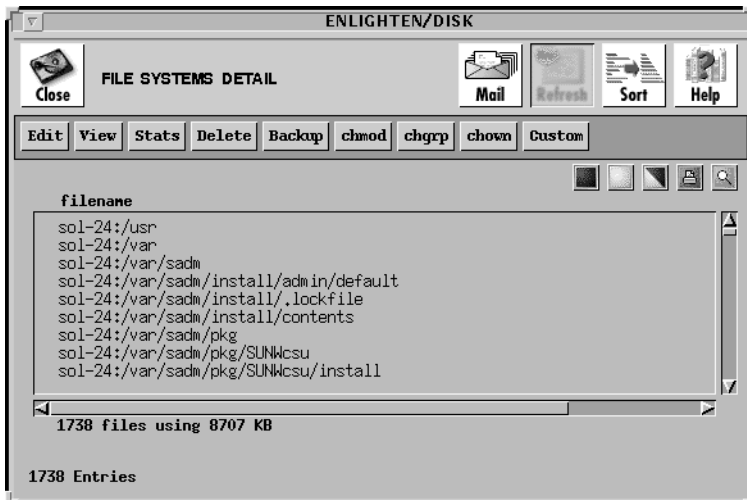 ENLIGHTEN/DISK
Close
FILE SYSTEMS DETAIL
Mail
Refresh
Sort
Help
Edit View Stats Delete Backup chmod chgrp chown Custom
filename
sol-24:/usr
sol-24:/var
sol-24:/var/sadm
sol-24:/var/sadm/install/admin/default
sol-24:/var/sadm/install/.lockfile
sol-24:/var/sadm/install/contents
sol-24:/var/sadm/pkg
sol-24:/var/sadm/pkg/SUNWcsu
sol-24:/var/sadm/pkg/SUNWcsu/install
1738 files using 8707 KB
1738 Entries